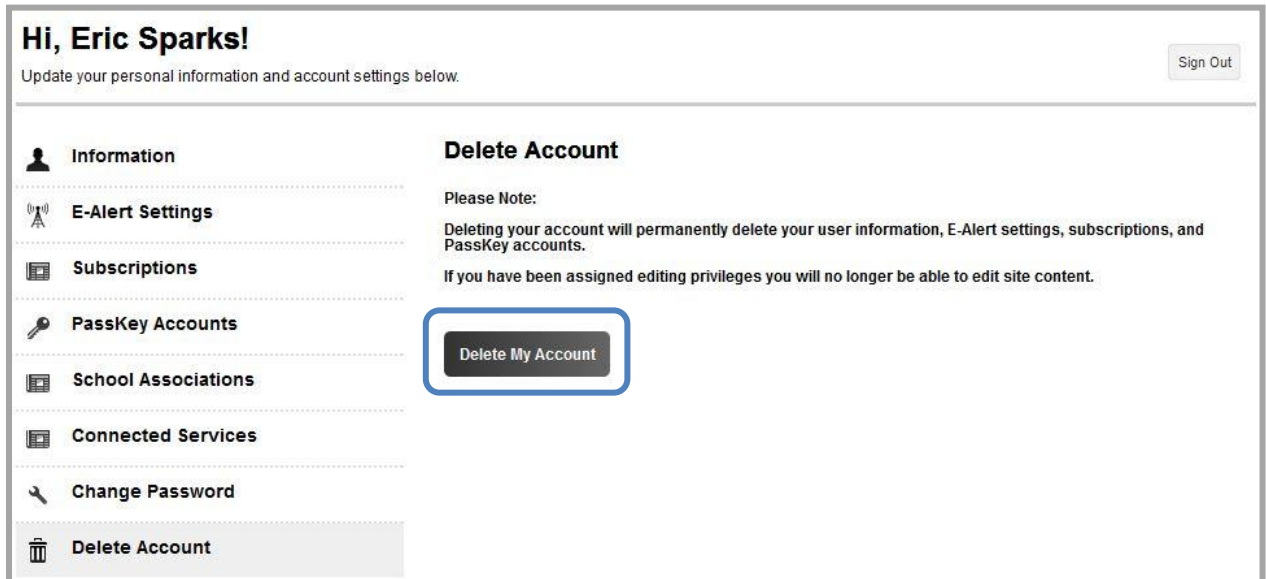 Hi, Eric Sparks!
Update your personal information and account settings below.
Sign Out
Information
E-Alert Settings
Subscriptions
PassKey Accounts
School Associations
Connected Services
Change Password
Delete Account
Delete Account
Please Note:
Deleting your account will permanently delete your user information, E-Alert settings, subscriptions, and
PassKey accounts.
If you have been assigned editing privileges you will no longer be able to edit site content.
Delete My Account